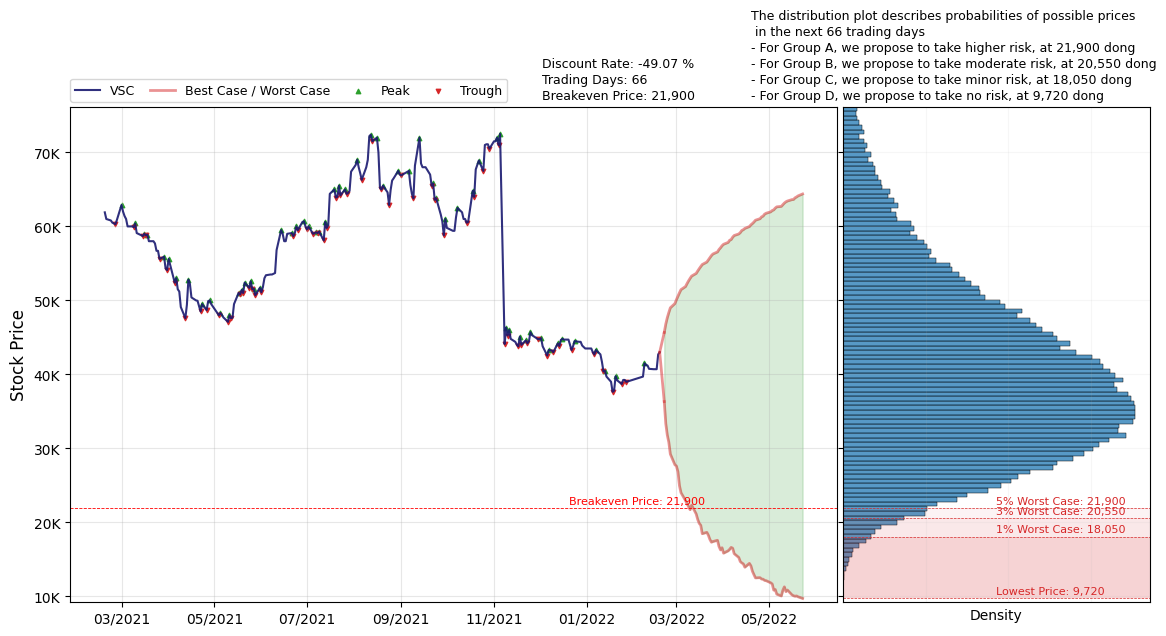 The distribution plot describes probabilities of possible prices
in the next 66 trading days
- For Group A, we propose to take higher risk, at 21,900 dong
- For Group B, we propose to take moderate risk, at 20,550 dong
- For Group C, we propose to take minor risk, at 18,050 dong
- For Group D, we propose to take no risk, at 9,720 dong
Discount Rate: -49.07 %
Trading Days: 66
Breakeven Price: 21,900
VSC
Best Case / Worst Case
Peak
Trough
Stock Price
70K
60K
50K
40K
30K
20K
10K
Breakeven Price: 21,900
5% Worst Case: 21,900
3% Worst Case: 20,550
1% Worst Case: 18,050
Lowest Price: 9,720
03/2021
05/2021
07/2021
09/2021
11/2021
01/2022
03/2022
05/2022
Density